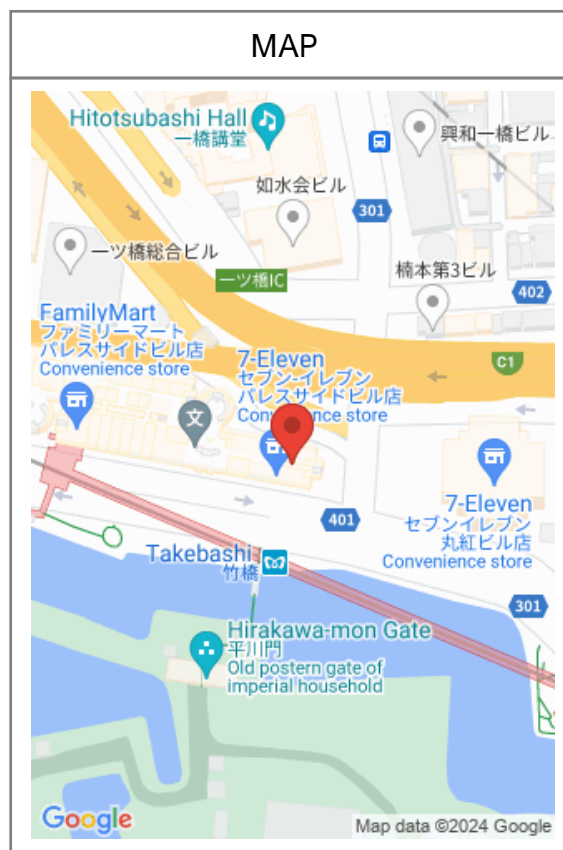 MAP
Hitotsubashi Hall
一橋講堂
興和一橋ビル
如水会ビル
301
一ツ橋総合ビル
一ツ橋IC
楠本第3ビル
402
FamilyMart
ファミリーマート
パレスサイドビル店
Convenience store
7-Eleven
セブン-イレブン
パレスサイドビル店
Convenience store
C1
文
7-Eleven
セブンイレブン
丸紅ビル店
Convenience store
401
Takebashi
竹橋
301
Hirakawa-mon Gate
平川門
Old postern gate of
imperial household
Google
Map data ©2024 Google